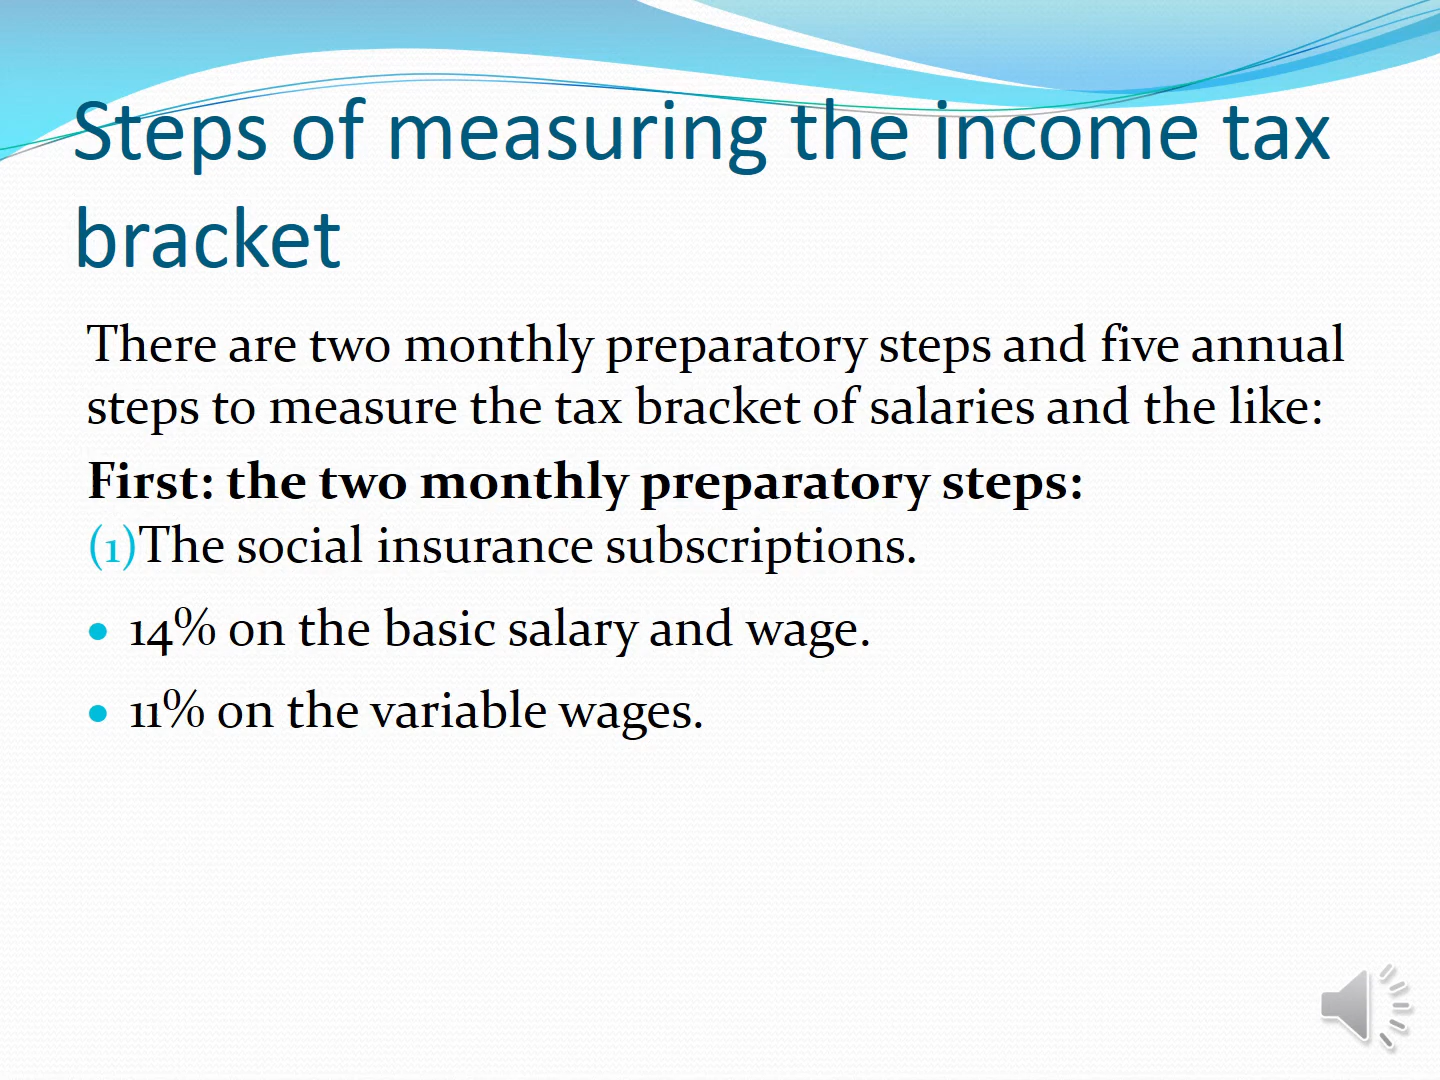 Steps of measuring the income tax
bracket
There are two monthly preparatory steps and five annual
steps to measure the tax bracket of salaries and the like:
First: the two monthly preparatory steps:
(1)The social insurance subscriptions.
• 14% on the basic salary and wage.
• 11% on the variable wages.